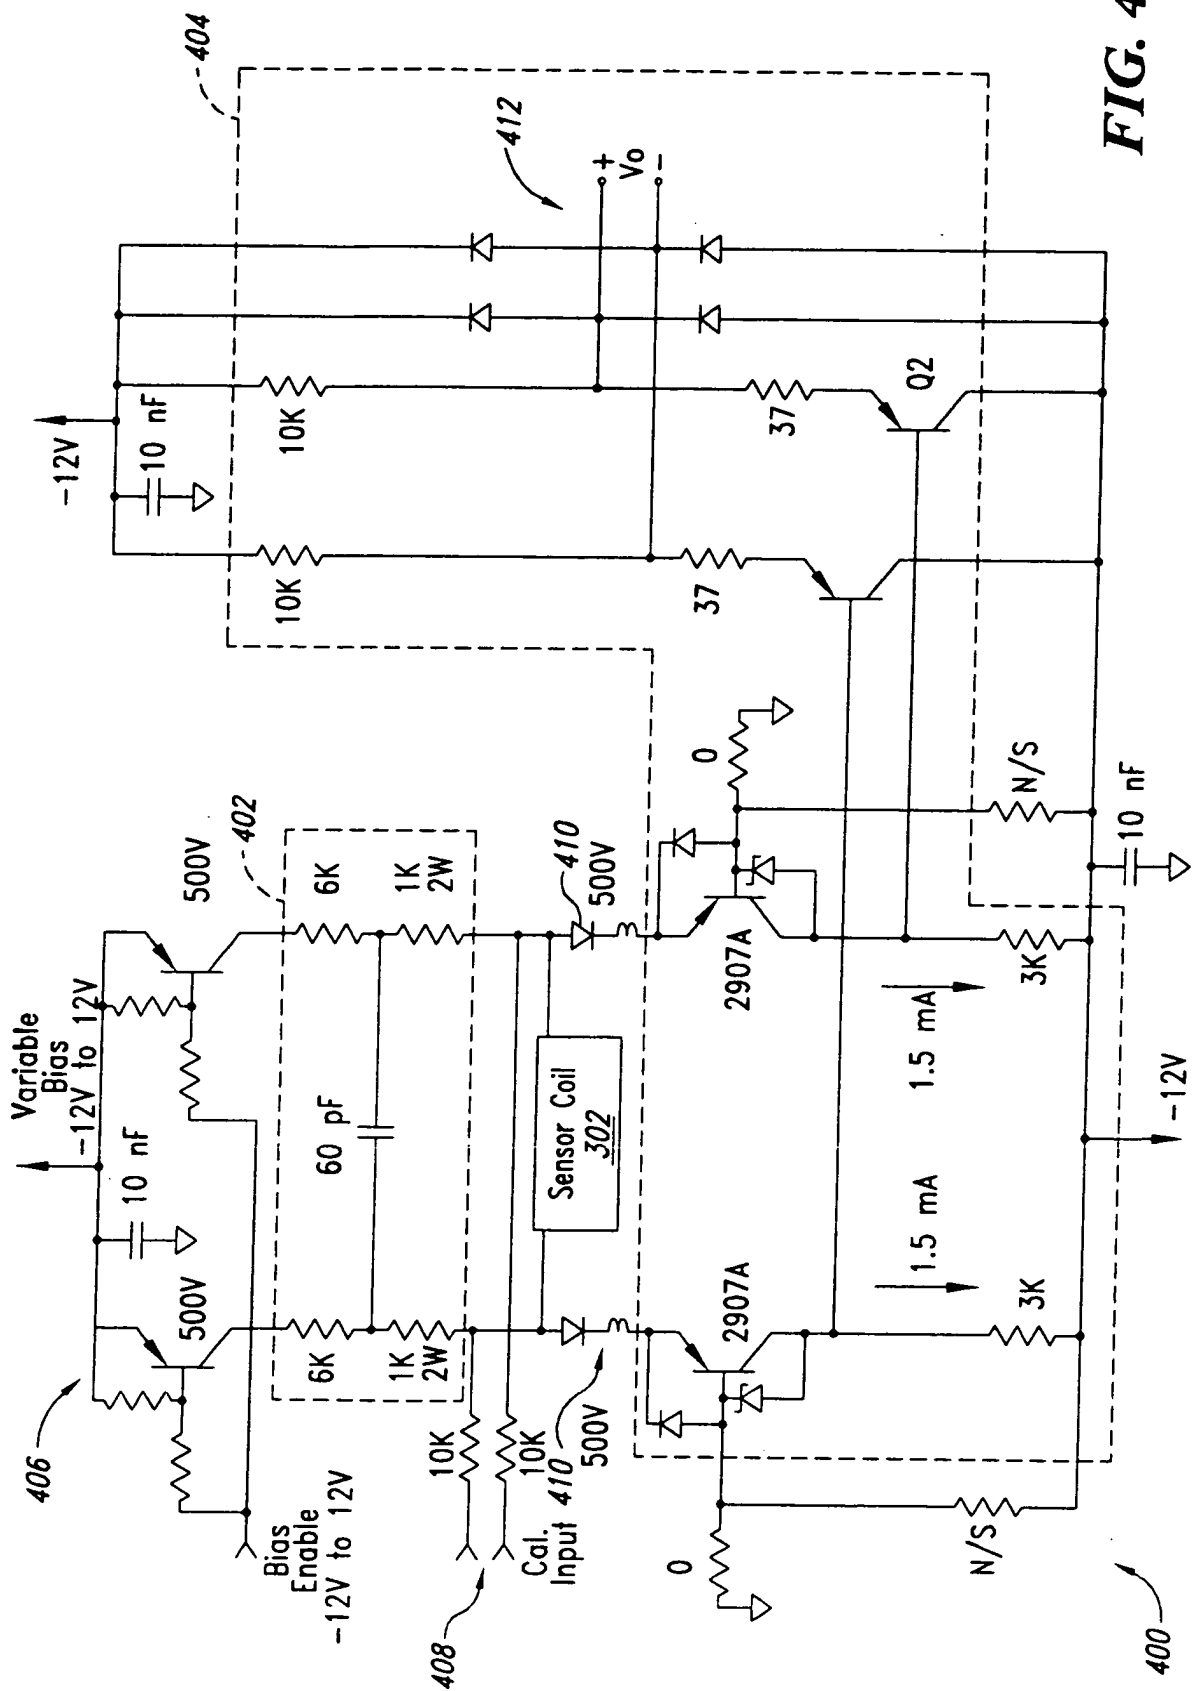 FIG. 4
404
412
+
Vo
-
-12V
10 nF
10K
10K
37
37
Q2
Variable
Bias
-12V to 12V
10 nF
406
500V
500V
402
6K
6K
60 pF
1K
2W
1K
2W
Bias
Enable
-12V to 12V
10K
10K
408
Cal.
Input
410
500V
410
500V
Sensor Coil
302
2907A
2907A
0
0
1.5 mA
1.5 mA
3K
3K
N/S
N/S
10 nF
-12V
400